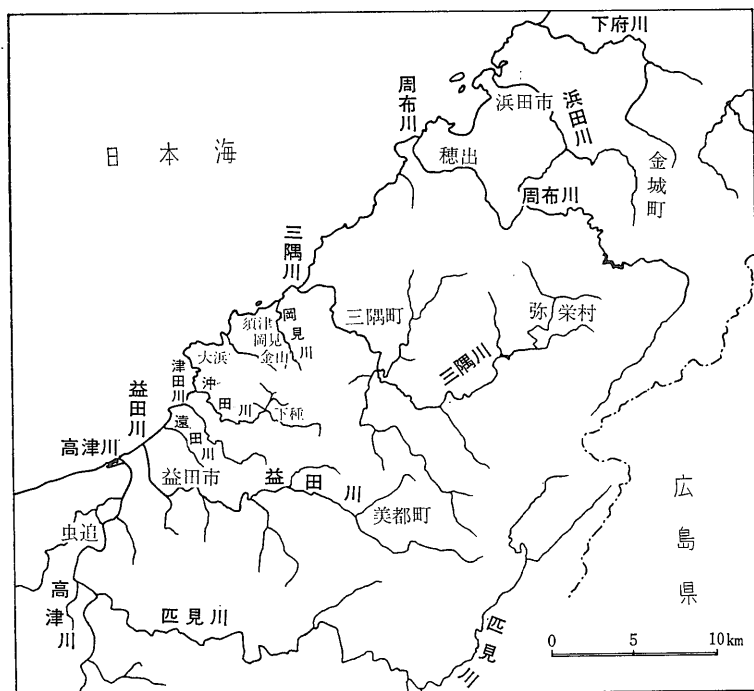 下府川
周布川
浜田市
浜田川
日本海
穂出
金城町
周布川
三隅川
三隅町
弥栄村
須津
岡見
岡見川
金山
大浜
三隅川
津田川
沖田川
下種
益田川
遠田川
高津川
益田市
益田川
美都町
広島県
虫追
高津川
匹見川
匹見川
0 5 10km